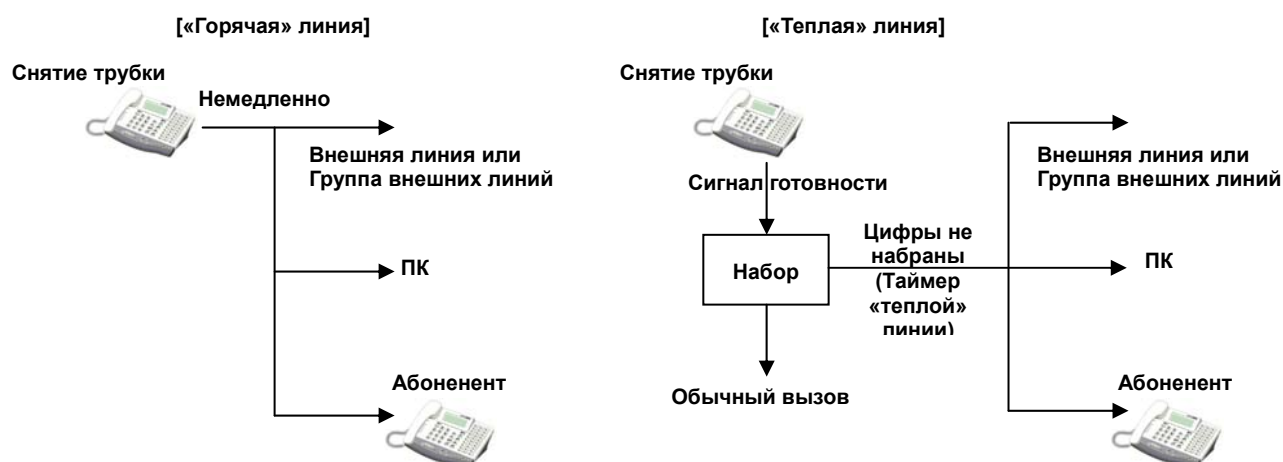 [«Горячая» линия]
Снятие трубки
Немедленно
Внешняя линия или
Группа внешних линий
ПК
Абоненент
[«Теплая» линия]
Снятие трубки
Сигнал готовности
Набор
Цифры не
набраны
(Таймер
«теплой»
линии)
Обычный вызов
Внешняя линия или
Группа внешних линий
ПК
Абоненент